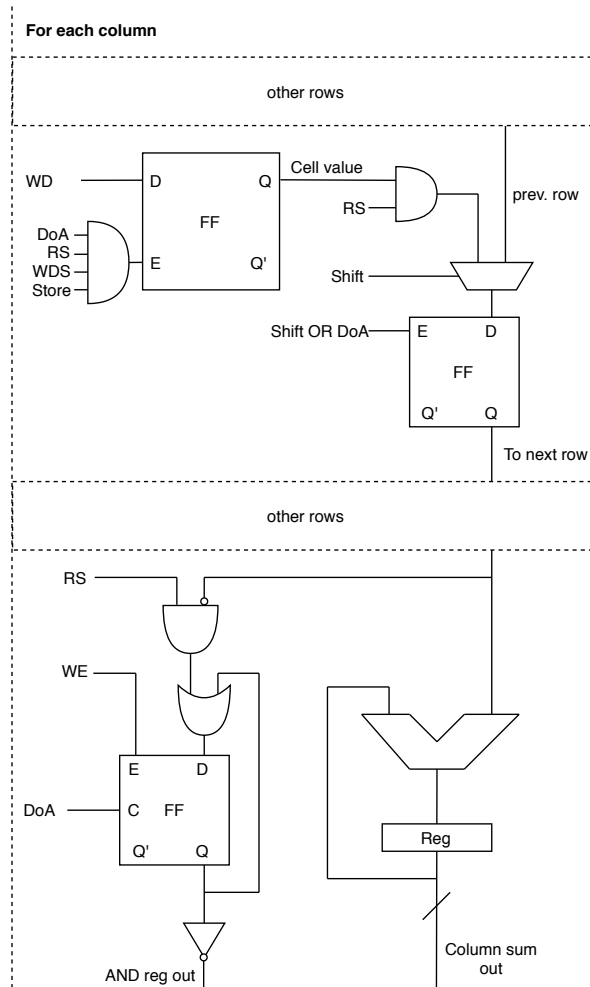 For each column
other rows
WD
D
Q
Cell value
FF
E
Q'
DoA
RS
WDS
Store
RS
prev. row
Shift
Shift OR DoA
E
D
FF
Q'
Q
To next row
other rows
RS
WE
E
D
DoA
C
FF
Q'
Q
AND reg out
Reg
Column sum
out